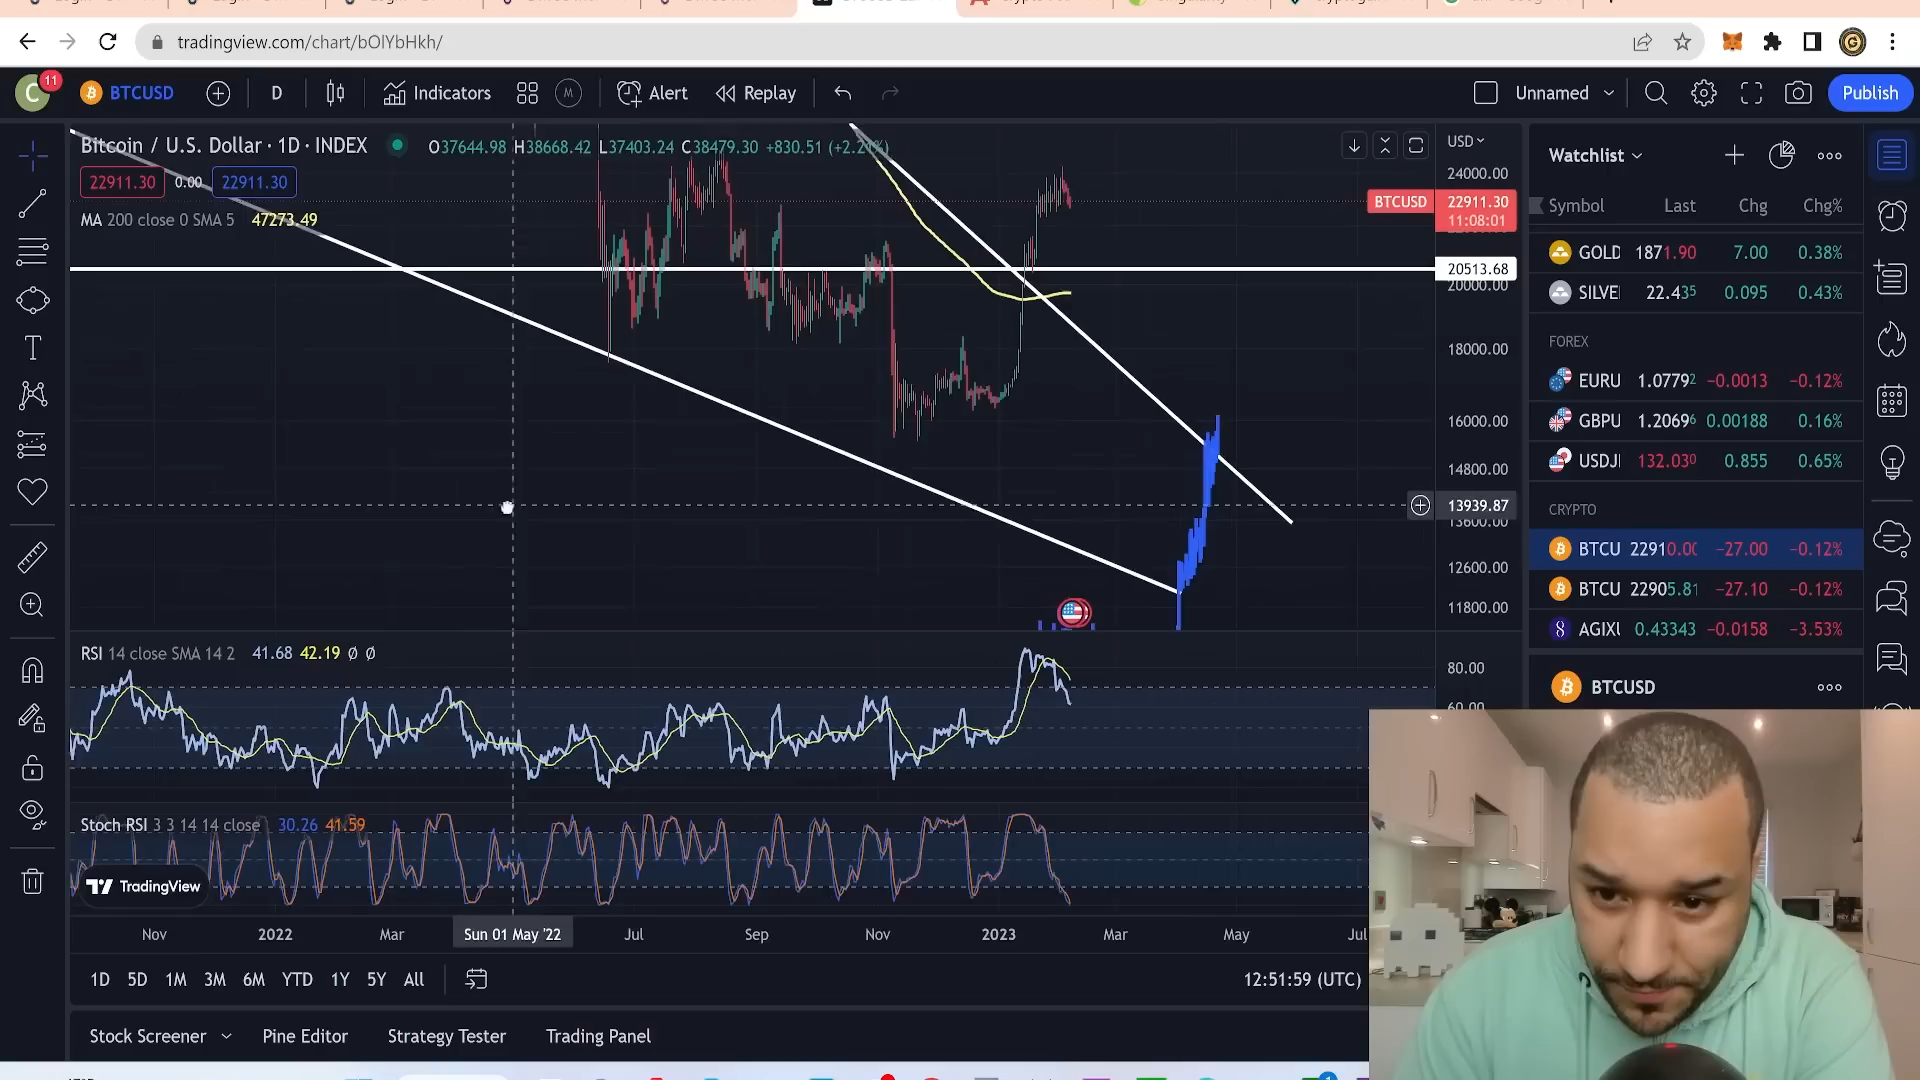 tradingview.com/chart/bOlYbHkh/
C 11 BTCUSD D Indicators M Alert Replay Unnamed Publish
Bitcoin / U.S. Dollar · 1D · INDEX O37644.98 H38668.42 L37403.24 C38479.30 +830.51
22911.30 0.00 22911.30
MA 200 close 0 SMA 5 47273.49
USD
24000.00
BTCUSD 22911.30
11:08:01
20513.68
20000.00
18000.00
16000.00
14800.00
13939.87
13600.00
12600.00
11800.00
RSI 14 close SMA 14 2 41.68 42.19 Ø Ø
80.00
60.00
Stoch RSI 3 3 14 14 close 30.26 41.59
TradingView
Nov 2022 Mar Sun 01 May '22 Jul Sep Nov 2023 Mar May Jul
1D 5D 1M 3M 6M YTD 1Y 5Y All 12:51:59 (UTC)
Stock Screener Pine Editor Strategy Tester Trading Panel
Watchlist
Symbol Last Chg Chg%
GOLD 1871.90 7.00 0.38%
SILVE 22.435 0.095 0.43%
FOREX
EURU 1.07792 −0.0013 −0.12%
GBPU 1.20696 0.00188 0.16%
USDJ 132.030 0.855 0.65%
CRYPTO
BTCU 22910.00 −27.00 −0.12%
BTCU 22905.81 −27.10 −0.12%
AGIXU 0.43343 −0.0158 −3.53%
BTCUSD